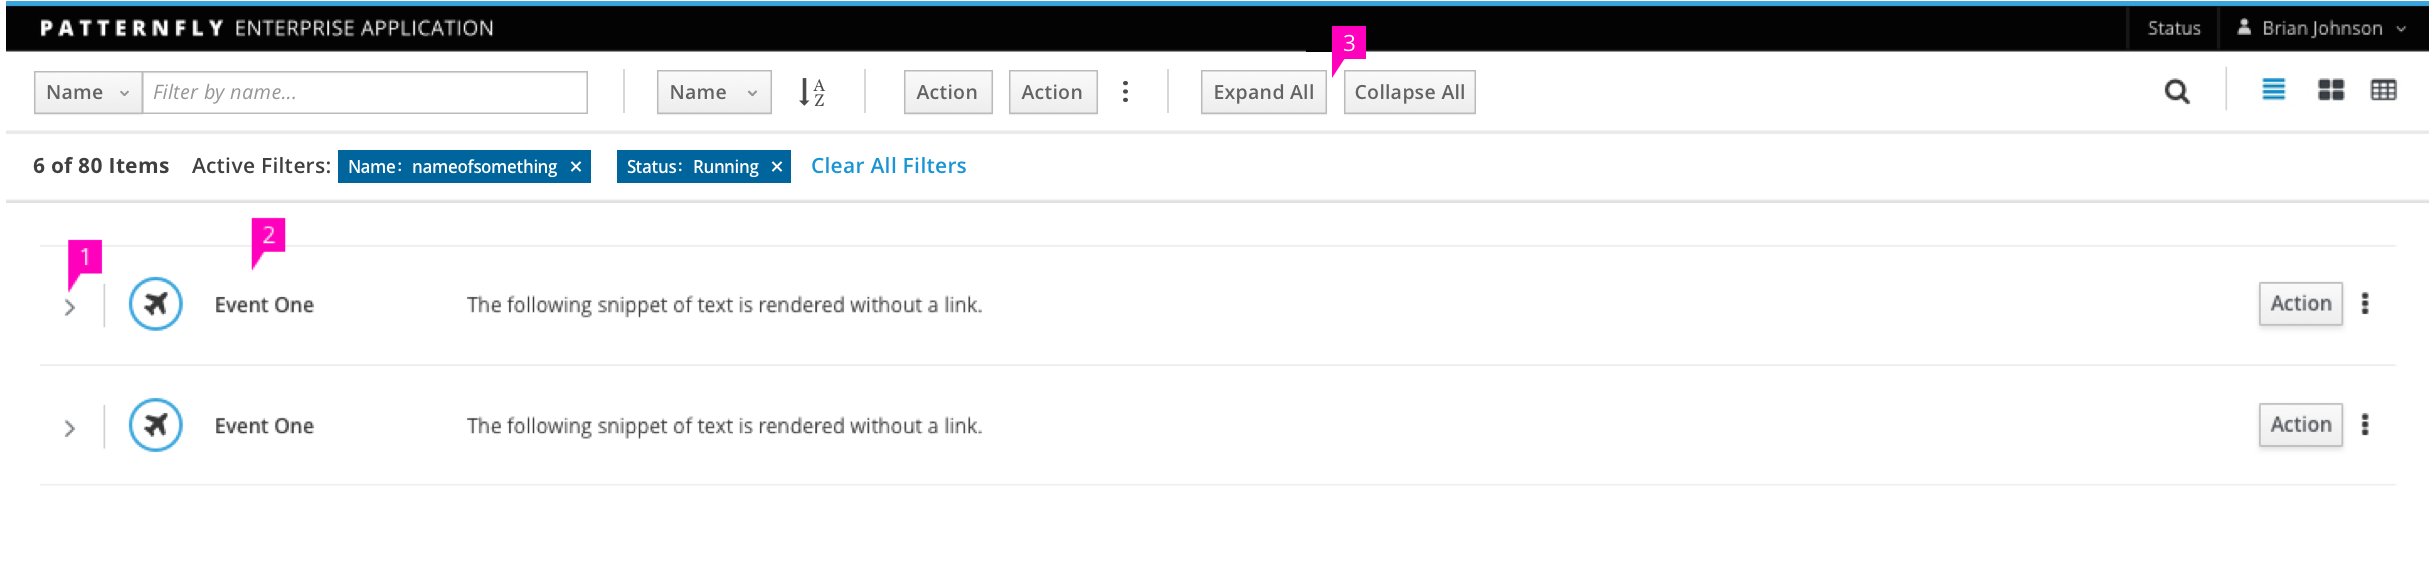 PATTERNFLY ENTERPRISE APPLICATION Status Brian Johnson
3
Name Filter by name... Name A Z Action Action Expand All Collapse All
6 of 80 Items Active Filters: Name: nameofsomething × Status: Running × Clear All Filters
2
1
Event One The following snippet of text is rendered without a link. Action
Event One The following snippet of text is rendered without a link. Action